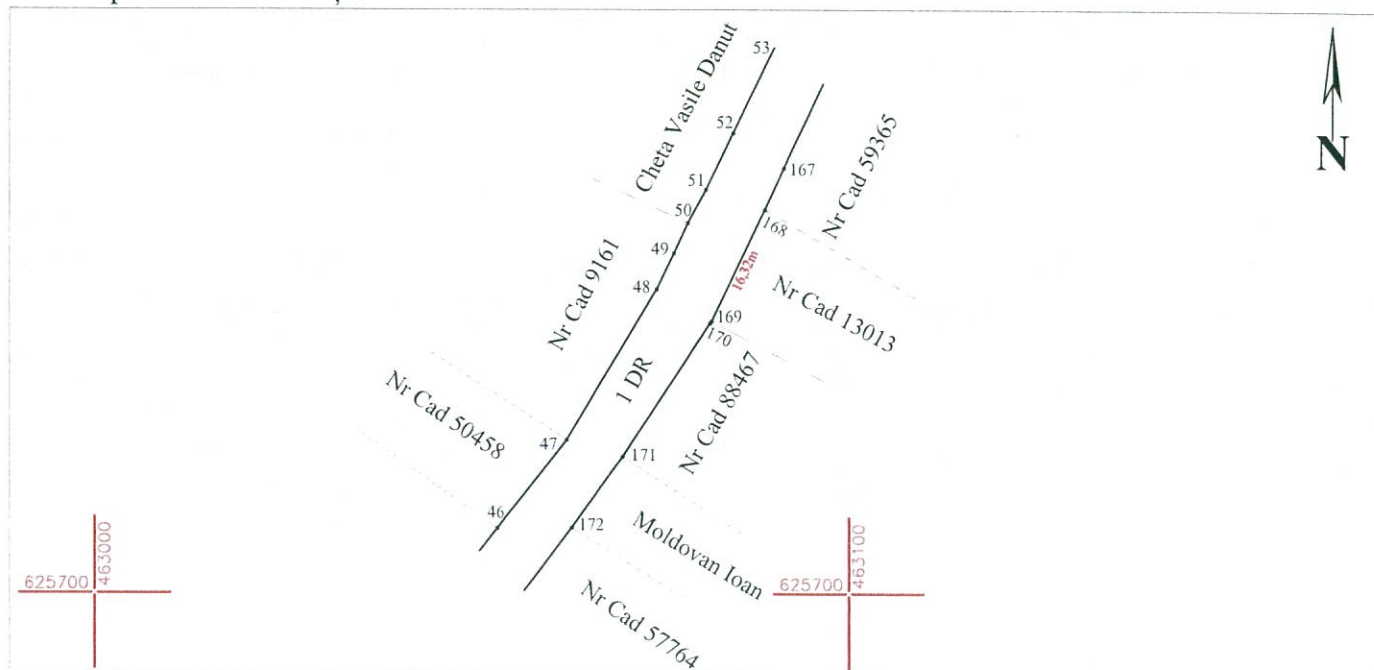 53
Cheta Vasile Danut
52
N
167
Nr Cad 59365
51
50
168
49
Nr Cad 9161
16,32m
48
Nr Cad 13013
169
170
1 DR
Nr Cad 88467
Nr Cad 50458
47
171
46
172
Moldovan Ioan
463000
625700
463100
625700
Nr Cad 57764